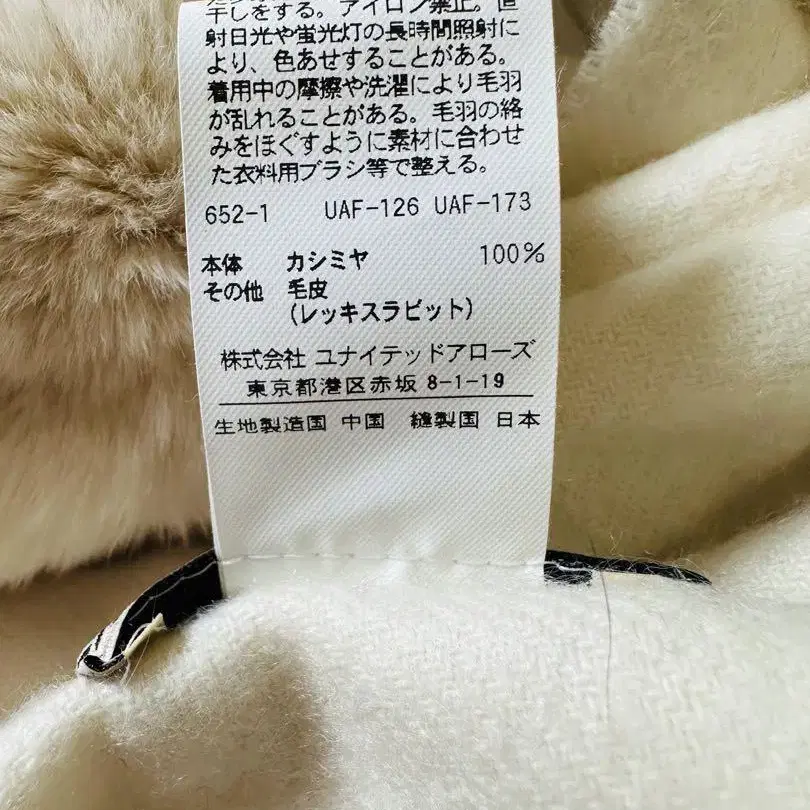 干しをする。アイロン禁止。直
射日光や蛍光灯の長時間照射に
より、色あせすることがある。
着用中の摩擦や洗濯により毛羽
が乱れることがある。毛羽の絡
みをほぐすように素材に合わせ
た衣料用ブラシ等で整える。
652-1 UAF-126 UAF-173
本体 カシミヤ 100%
その他 毛皮
(レッキスラビット)
株式会社 ユナイテッドアローズ
東京都港区赤坂 8-1-19
生地製造国 中国 縫製国 日本